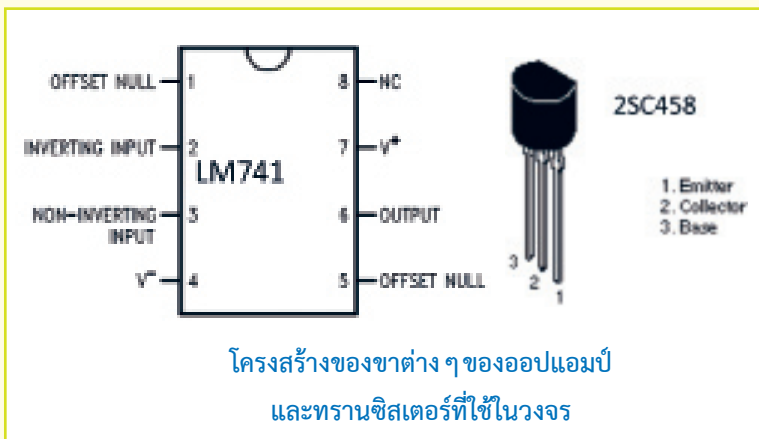 OFFSET NULL 1
8 NC
INVERTING INPUT 2
7 V+
LM741
NON-INVERTING INPUT 3
6 OUTPUT
V- 4
5 OFFSET NULL
2SC458
1. Emitter
2. Collector
3. Base
3
2
1
โครงสร้างของขาต่าง ๆ ของออปแอมป์
และทรานซิสเตอร์ที่ใช้ในวงจร